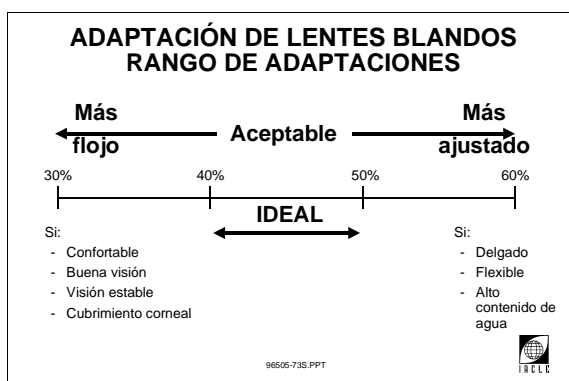 ADAPTACIÓN DE LENTES BLANDOS
RANGO DE ADAPTACIONES
Más flojo
Aceptable
Más ajustado
30%
40%
50%
60%
IDEAL
Si:
- Confortable
- Buena visión
- Visión estable
- Cubrimiento corneal
Si:
- Delgado
- Flexible
- Alto
contenido de
agua
96505-73S.PPT
IACLE